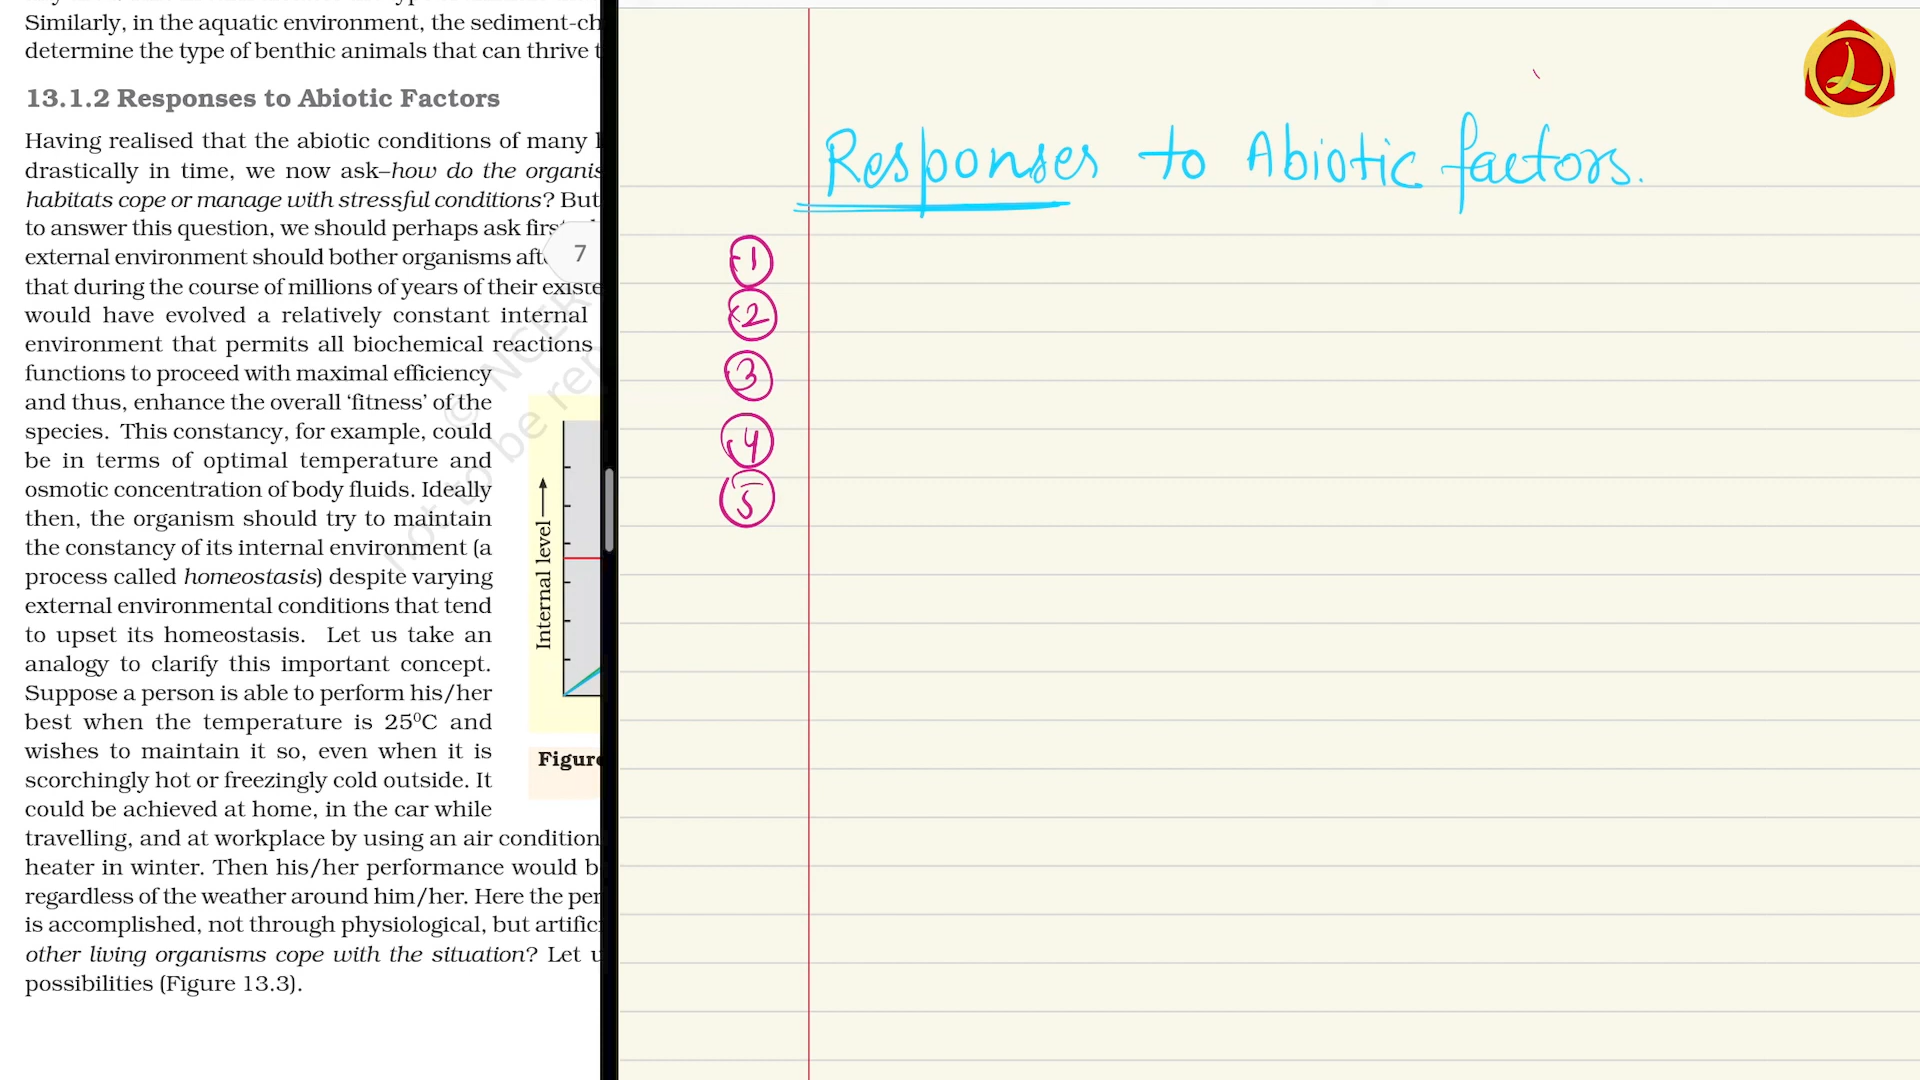 Similarly, in the aquatic environment, the sediment-ch
determine the type of benthic animals that can thrive t
13.1.2 Responses to Abiotic Factors
Having realised that the abiotic conditions of many
drastically in time, we now ask–how do the organis
habitats cope or manage with stressful conditions? But
to answer this question, we should perhaps ask first
external environment should bother organisms aft
that during the course of millions of years of their existe
would have evolved a relatively constant internal
environment that permits all biochemical reactions
functions to proceed with maximal efficiency
and thus, enhance the overall ‘fitness’ of the
species. This constancy, for example, could
be in terms of optimal temperature and
osmotic concentration of body fluids. Ideally
then, the organism should try to maintain
the constancy of its internal environment (a
process called homeostasis) despite varying
external environmental conditions that tend
to upset its homeostasis. Let us take an
analogy to clarify this important concept.
Suppose a person is able to perform his/her
best when the temperature is 25⁰C and
wishes to maintain it so, even when it is
scorchingly hot or freezingly cold outside. It
could be achieved at home, in the car while
travelling, and at workplace by using an air condition
heater in winter. Then his/her performance would b
regardless of the weather around him/her. Here the per
is accomplished, not through physiological, but artific
other living organisms cope with the situation? Let u
possibilities (Figure 13.3).
7
Internal level
Figure
© NCER
not to be rep
Responses to Abiotic factors.
1
2
3
4
5